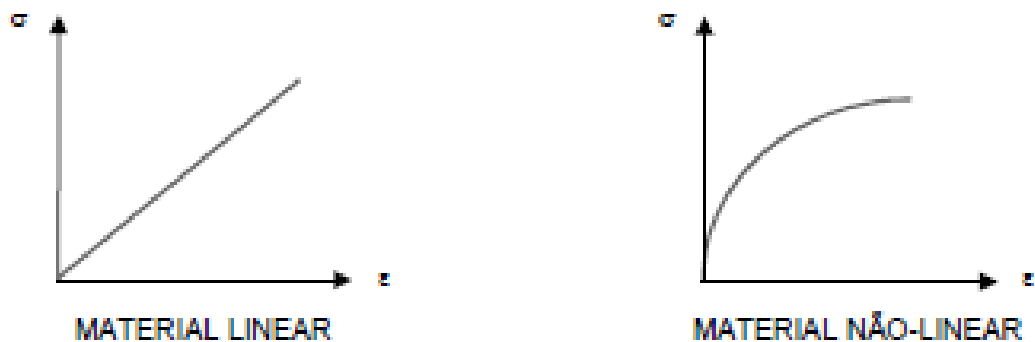 σ
σ
ε
ε
MATERIAL LINEAR
MATERIAL NÃO-LINEAR